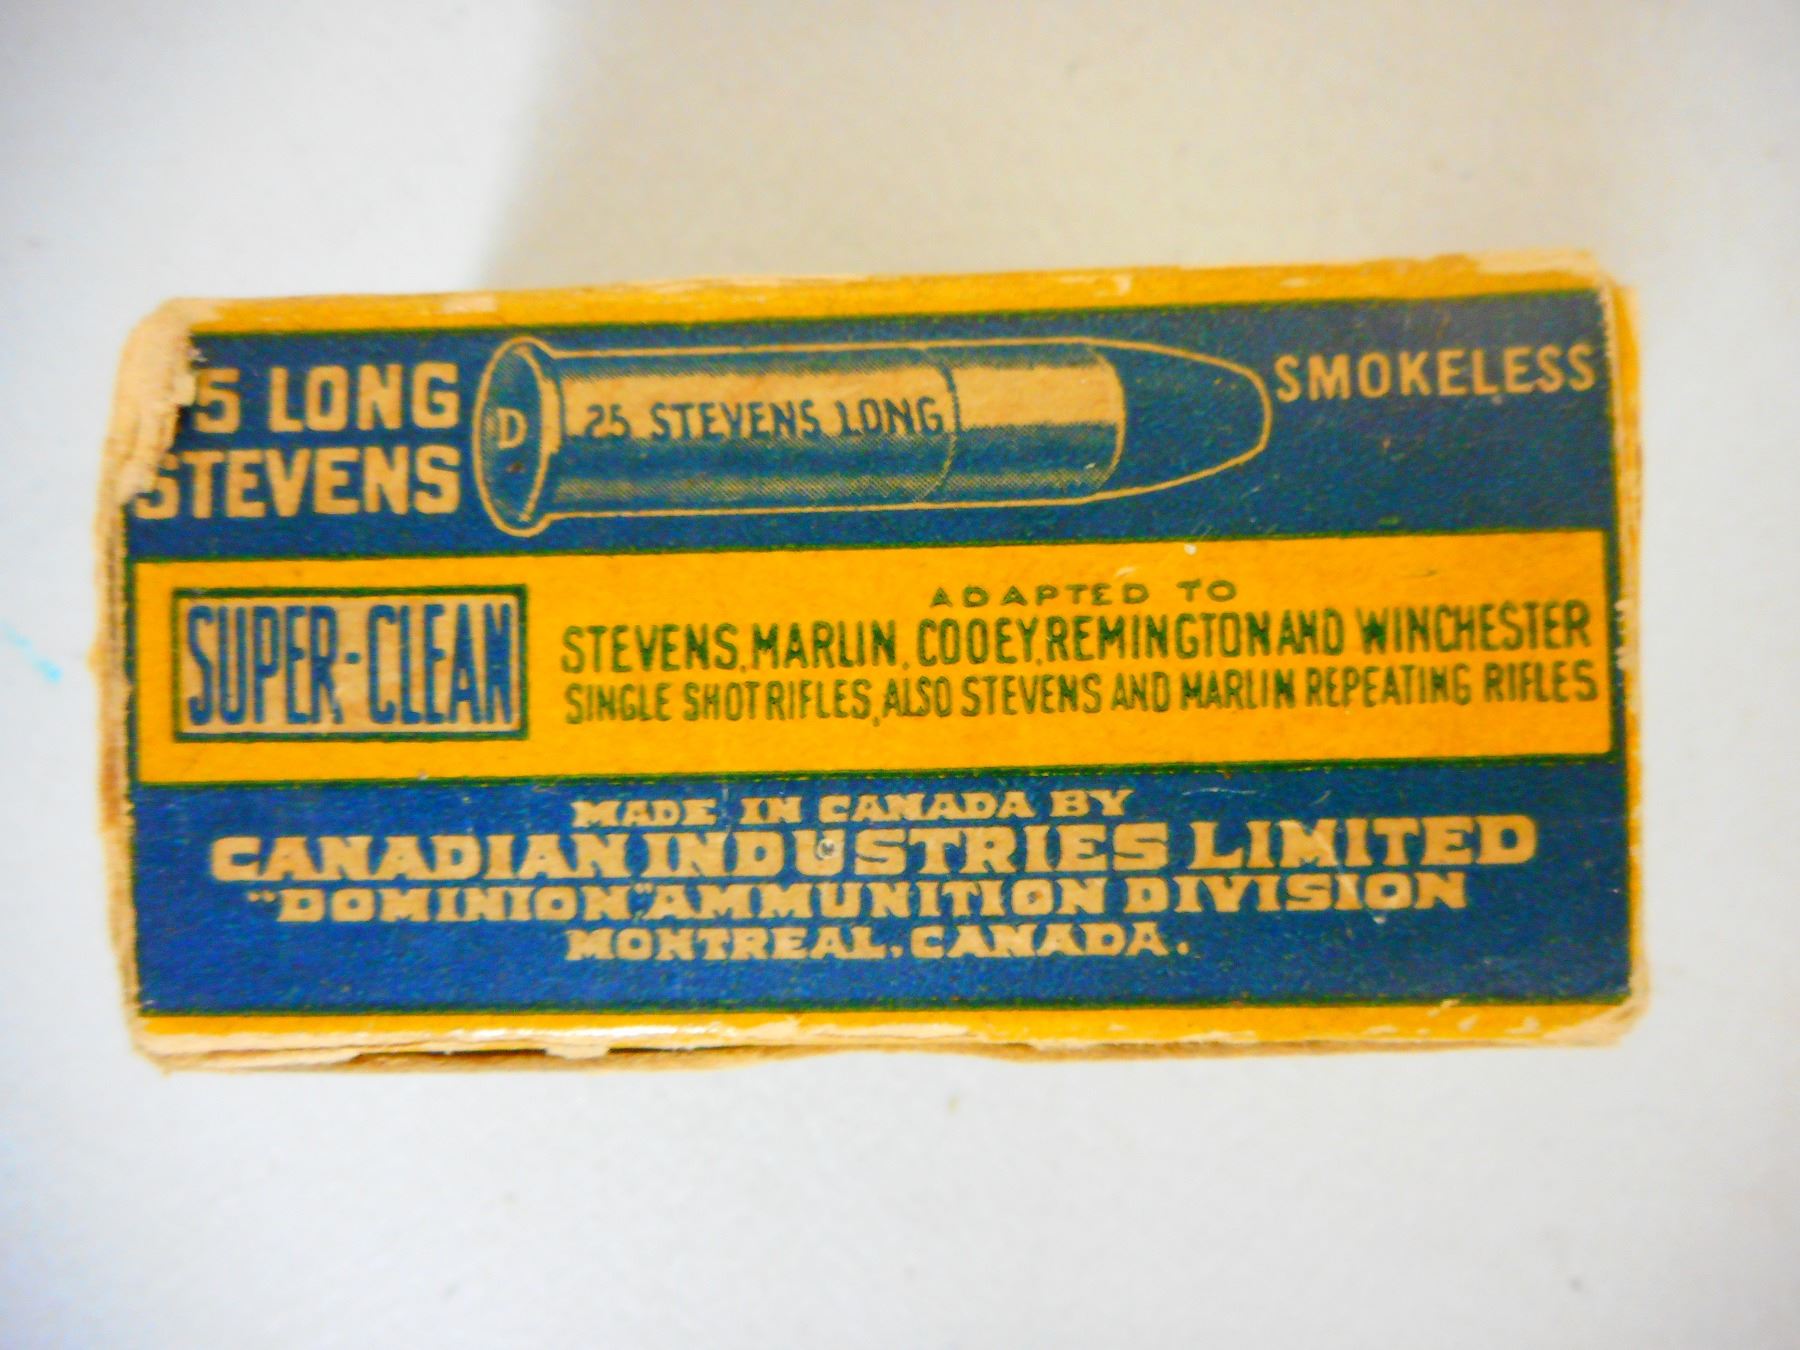 5 LONG
STEVENS
D
.25 STEVENS LONG
SMOKELESS
SUPER-CLEAN
ADAPTED TO
STEVENS, MARLIN, COOEY, REMINGTON AND WINCHESTER
SINGLE SHOT RIFLES, ALSO STEVENS AND MARLIN REPEATING RIFLES
MADE IN CANADA BY
CANADIAN INDUSTRIES LIMITED
"DOMINION" AMMUNITION DIVISION
MONTREAL, CANADA.